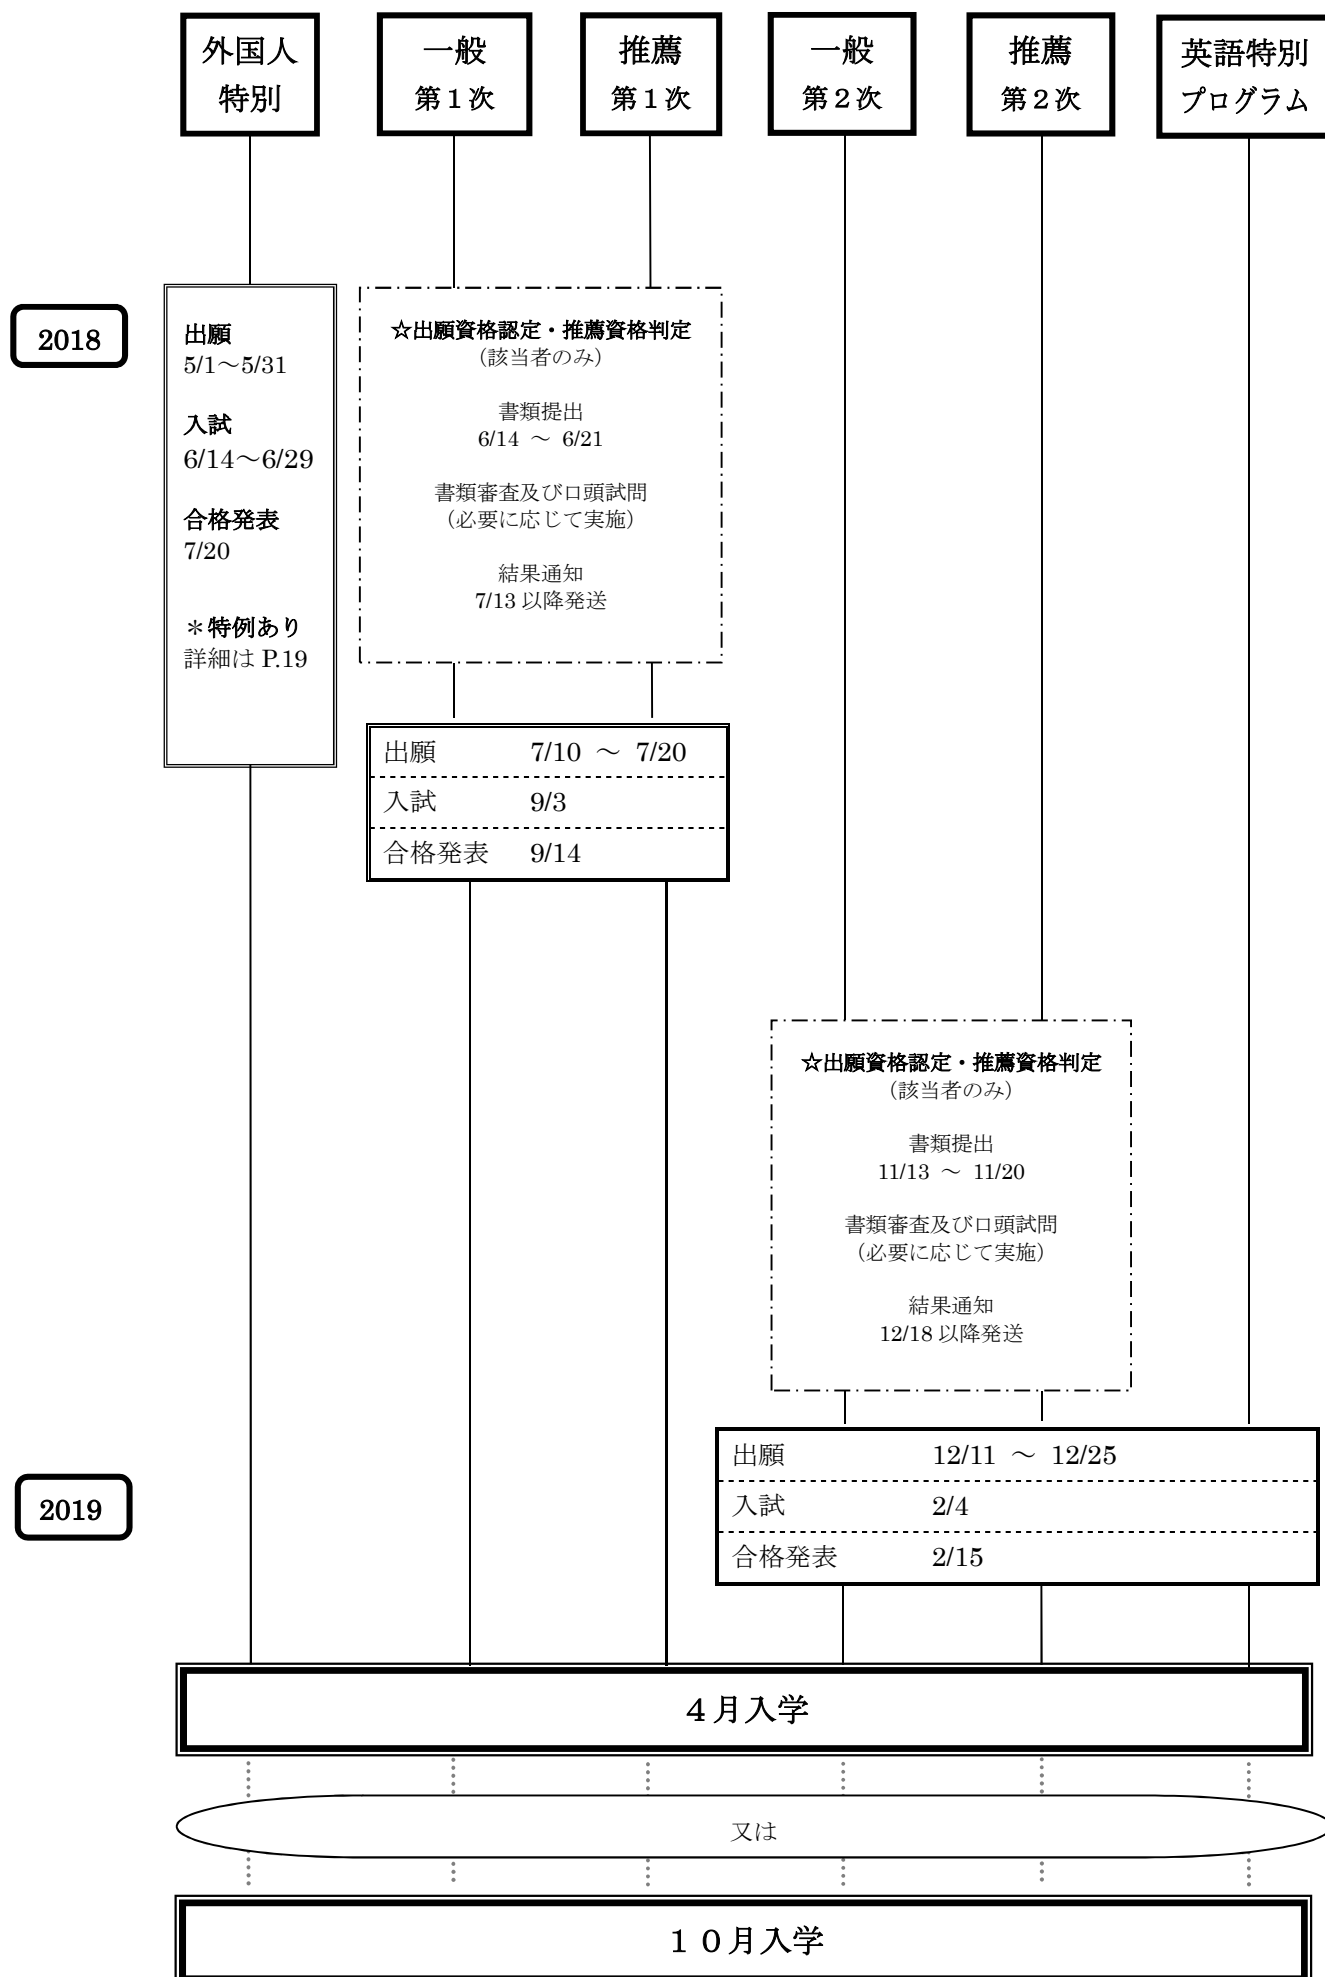 外国人
特別
一般
第１次
推薦
第１次
一般
第２次
推薦
第２次
英語特別
プログラム
2018
出願
5/1～5/31
入試
6/14～6/29
合格発表
7/20
＊特例あり
詳細は P.19
☆出願資格認定・推薦資格判定
（該当者のみ）
書類提出
6/14 ～ 6/21
書類審査及び口頭試問
（必要に応じて実施）
結果通知
7/13 以降発送
出願 7/10 ～ 7/20
入試 9/3
合格発表 9/14
☆出願資格認定・推薦資格判定
（該当者のみ）
書類提出
11/13 ～ 11/20
書類審査及び口頭試問
（必要に応じて実施）
結果通知
12/18 以降発送
2019
出願 12/11 ～ 12/25
入試 2/4
合格発表 2/15
４月入学
又は
１０月入学